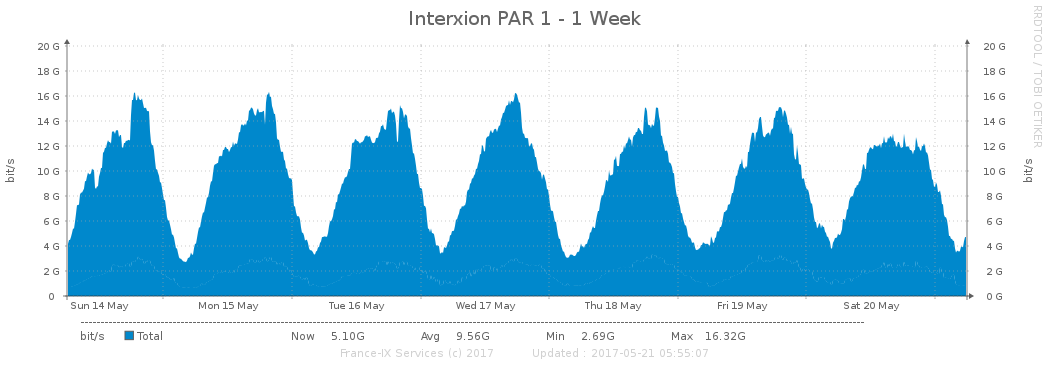 Interxion PAR 1 - 1 Week
RRDTOOL / TOBI OETIKER
bit/s
20 G
18 G
16 G
14 G
12 G
10 G
8 G
6 G
4 G
2 G
0
20 G
18 G
16 G
14 G
12 G
10 G
8 G
6 G
4 G
2 G
0 G
bit/s
Sun 14 May Mon 15 May Tue 16 May Wed 17 May Thu 18 May Fri 19 May Sat 20 May
bit/s Total Now 5.10G Avg 9.56G Min 2.69G Max 16.32G
France-IX Services (c) 2017 Updated : 2017-05-21 05:55:07